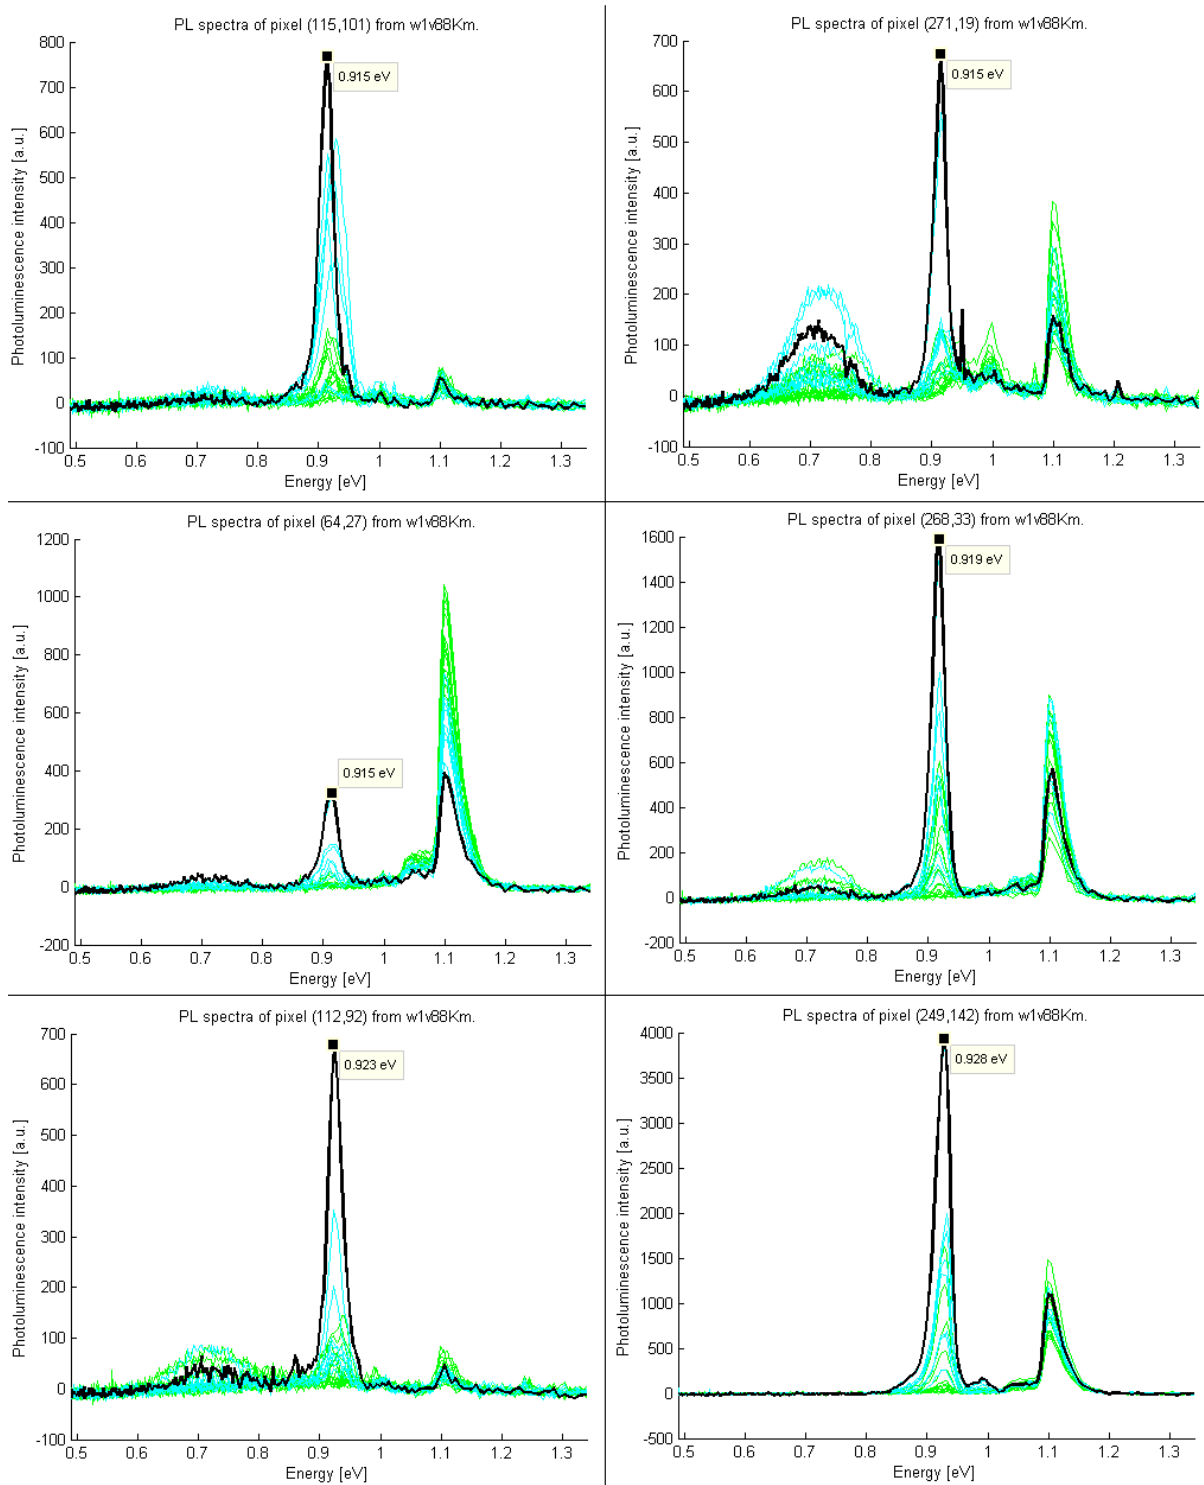 PL spectra of pixel (115,101) from w1v88Km.
800
700
600
500
400
300
200
100
0
-100
0.915 eV
Photoluminescence intensity [a.u.]
0.5 0.6 0.7 0.8 0.9 1 1.1 1.2 1.3
Energy [eV]
PL spectra of pixel (271,19) from w1v88Km.
700
600
500
400
300
200
100
0
-100
0.915 eV
Photoluminescence intensity [a.u.]
0.5 0.6 0.7 0.8 0.9 1 1.1 1.2 1.3
Energy [eV]
PL spectra of pixel (64,27) from w1v88Km.
1200
1000
800
600
400
200
0
-200
0.915 eV
Photoluminescence intensity [a.u.]
0.5 0.6 0.7 0.8 0.9 1 1.1 1.2 1.3
Energy [eV]
PL spectra of pixel (268,33) from w1v88Km.
1600
1400
1200
1000
800
600
400
200
0
-200
0.919 eV
Photoluminescence intensity [a.u.]
0.5 0.6 0.7 0.8 0.9 1 1.1 1.2 1.3
Energy [eV]
PL spectra of pixel (112,92) from w1v88Km.
700
600
500
400
300
200
100
0
-100
0.923 eV
Photoluminescence intensity [a.u.]
0.5 0.6 0.7 0.8 0.9 1 1.1 1.2 1.3
Energy [eV]
PL spectra of pixel (249,142) from w1v88Km.
4000
3500
3000
2500
2000
1500
1000
500
0
-500
0.928 eV
Photoluminescence intensity [a.u.]
0.5 0.6 0.7 0.8 0.9 1 1.1 1.2 1.3
Energy [eV]